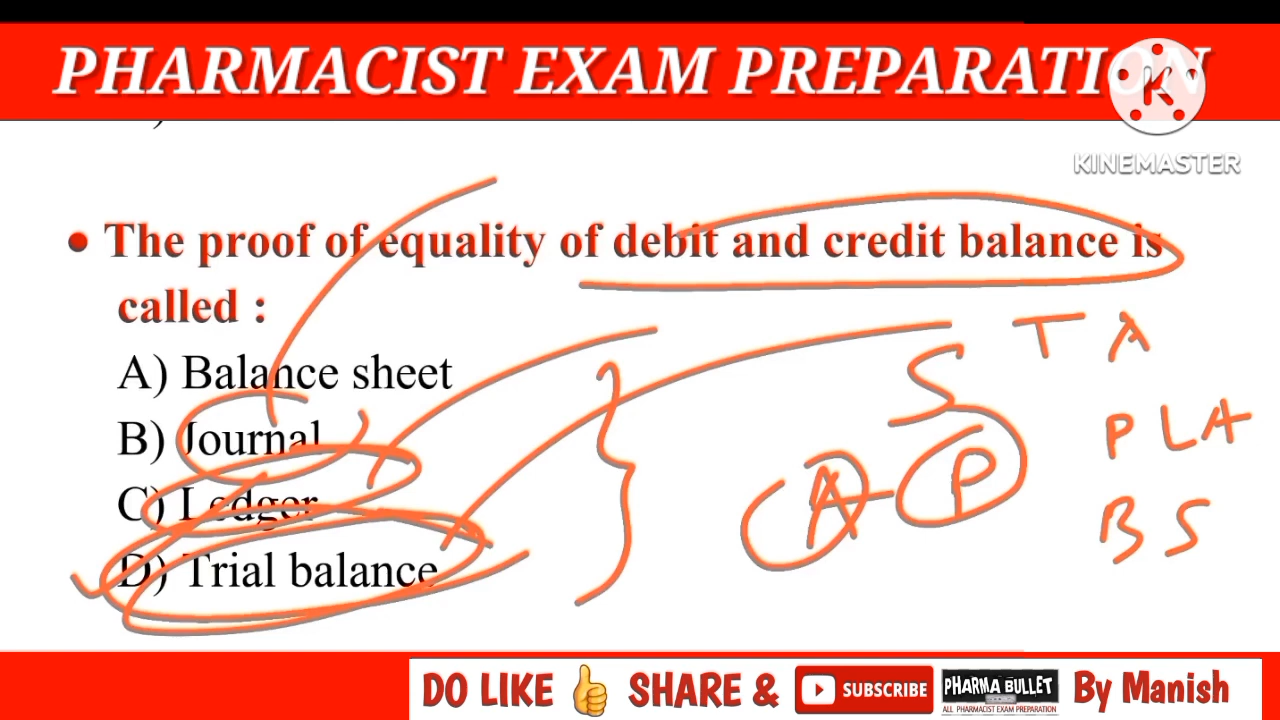 PHARMACIST EXAM PREPARATION
K
KINEMASTER
• The proof of equality of debit and credit balance is
called :
A) Balance sheet
B) Journal
C) Ledger
D) Trial balance
T A
S
P L A
A P
B S
DO LIKE SHARE & SUBSCRIBE PHARMA BULLET By Manish
ALL PHARMACIST EXAM PREPARATION